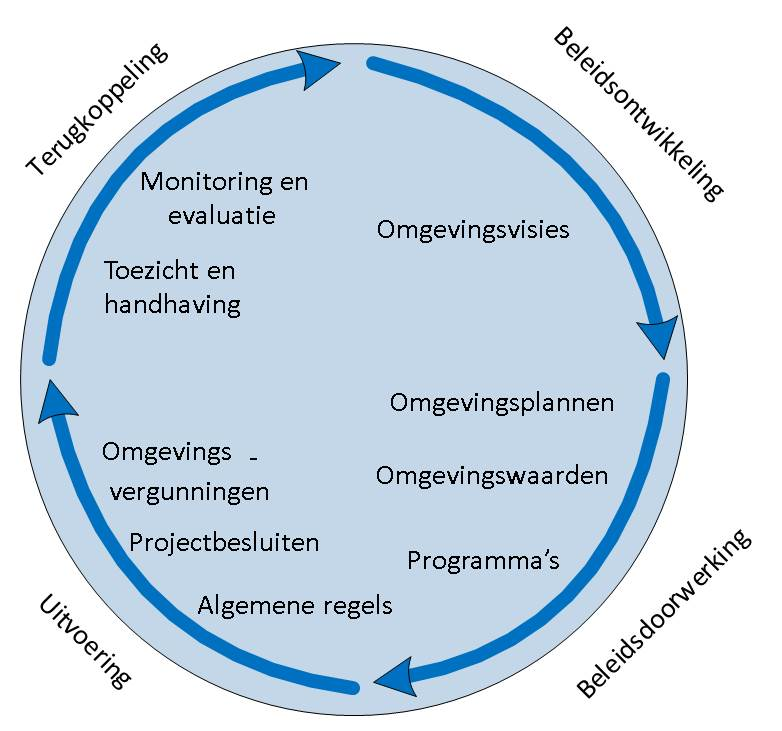 Terugkoppeling
Beleidsontwikkeling
Monitoring en
evaluatie
Omgevingsvisies
Toezicht en
handhaving
Omgevingsplannen
Omgevings -
vergunningen
Omgevingswaarden
Projectbesluiten
Programma’s
Algemene regels
Uitvoering
Beleidsdoorwerking